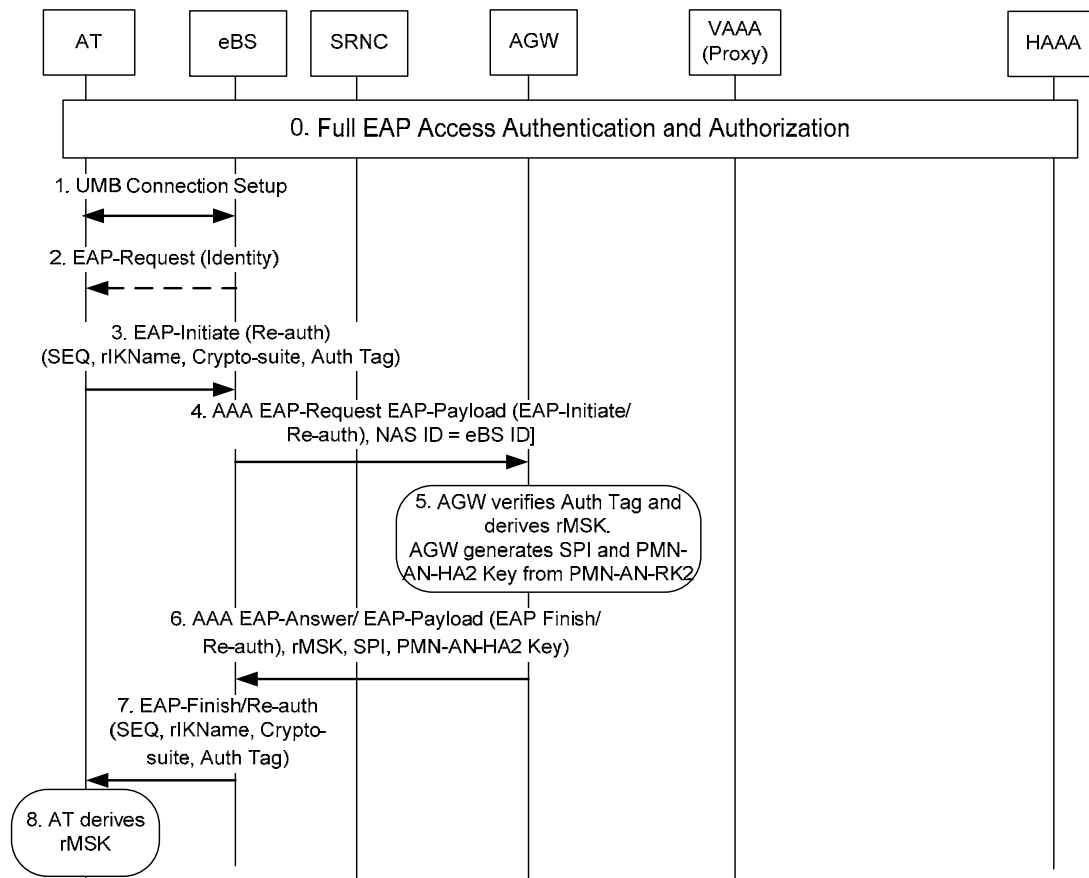 AT
eBS
SRNC
AGW
VAAA
(Proxy)
HAAA
0. Full EAP Access Authentication and Authorization
1. UMB Connection Setup
2. EAP-Request (Identity)
3. EAP-Initiate (Re-auth)
(SEQ, rIKName, Crypto-suite, Auth Tag)
4. AAA EAP-Request EAP-Payload (EAP-Initiate/
Re-auth), NAS ID = eBS ID]
5. AGW verifies Auth Tag and
derives rMSK.
AGW generates SPI and PMN-
AN-HA2 Key from PMN-AN-RK2
6. AAA EAP-Answer/ EAP-Payload (EAP Finish/
Re-auth), rMSK, SPI, PMN-AN-HA2 Key)
7. EAP-Finish/Re-auth
(SEQ, rIKName, Crypto-
suite, Auth Tag)
8. AT derives
rMSK